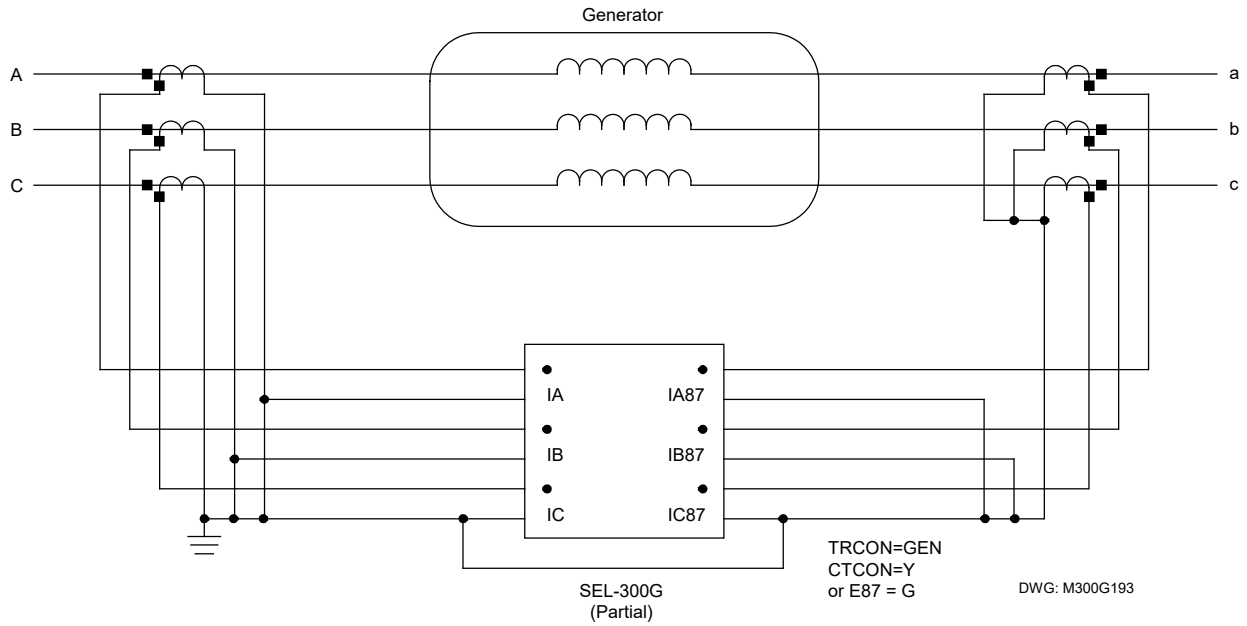 Generator
A
a
B
b
C
c
IA
IA87
IB
IB87
IC
IC87
TRCON=GEN
CTCON=Y
or E87 = G
SEL-300G
(Partial)
DWG: M300G193